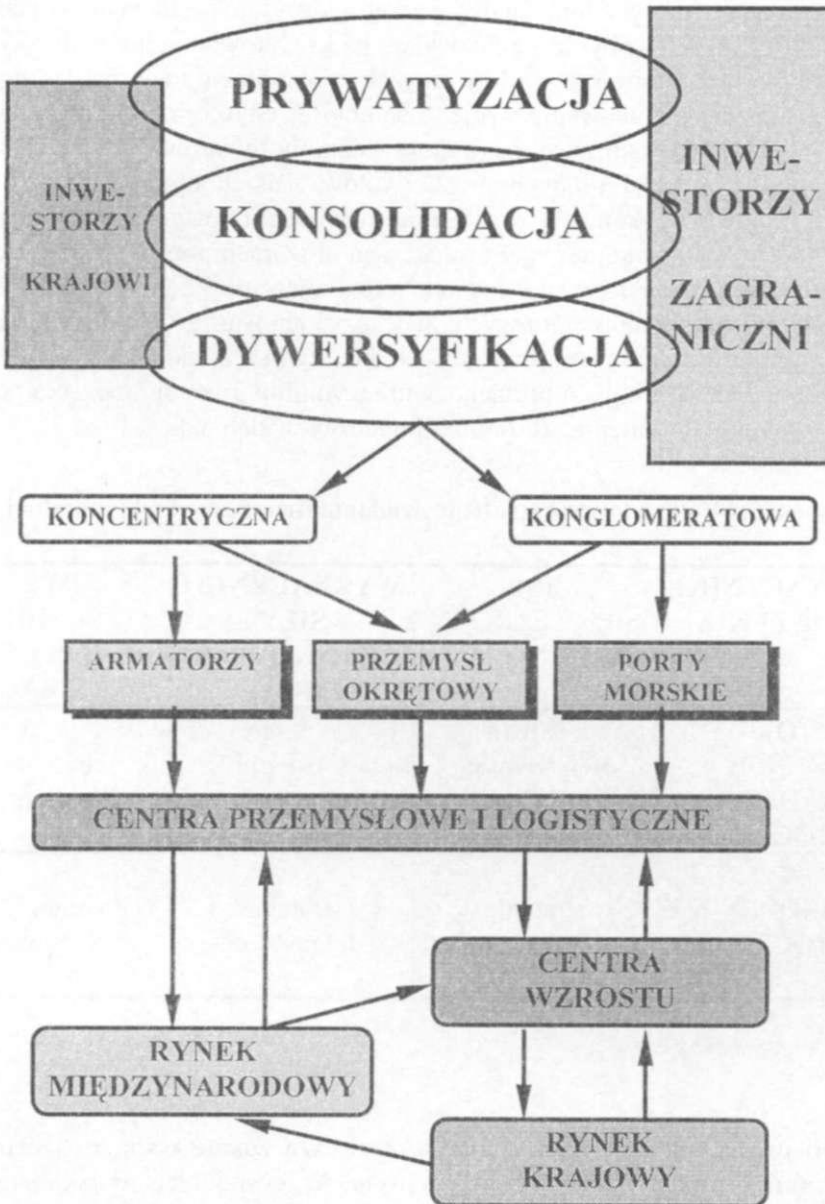 PRYWATYZACJA
KONSOLIDACJA
DYWERSYFIKACJA
INWE-
STORZY
KRAJOWI
INWE-
STORZY
ZAGRA-
NICZNI
KONCENTRYCZNA
KONGLOMERATOWA
ARMATORZY
PRZEMYSŁ
OKRĘTOWY
PORTY
MORSKIE
CENTRA PRZEMYSŁOWE I LOGISTYCZNE
CENTRA
WZROSTU
RYNEK
MIĘDZYNARODOWY
RYNEK
KRAJOWY